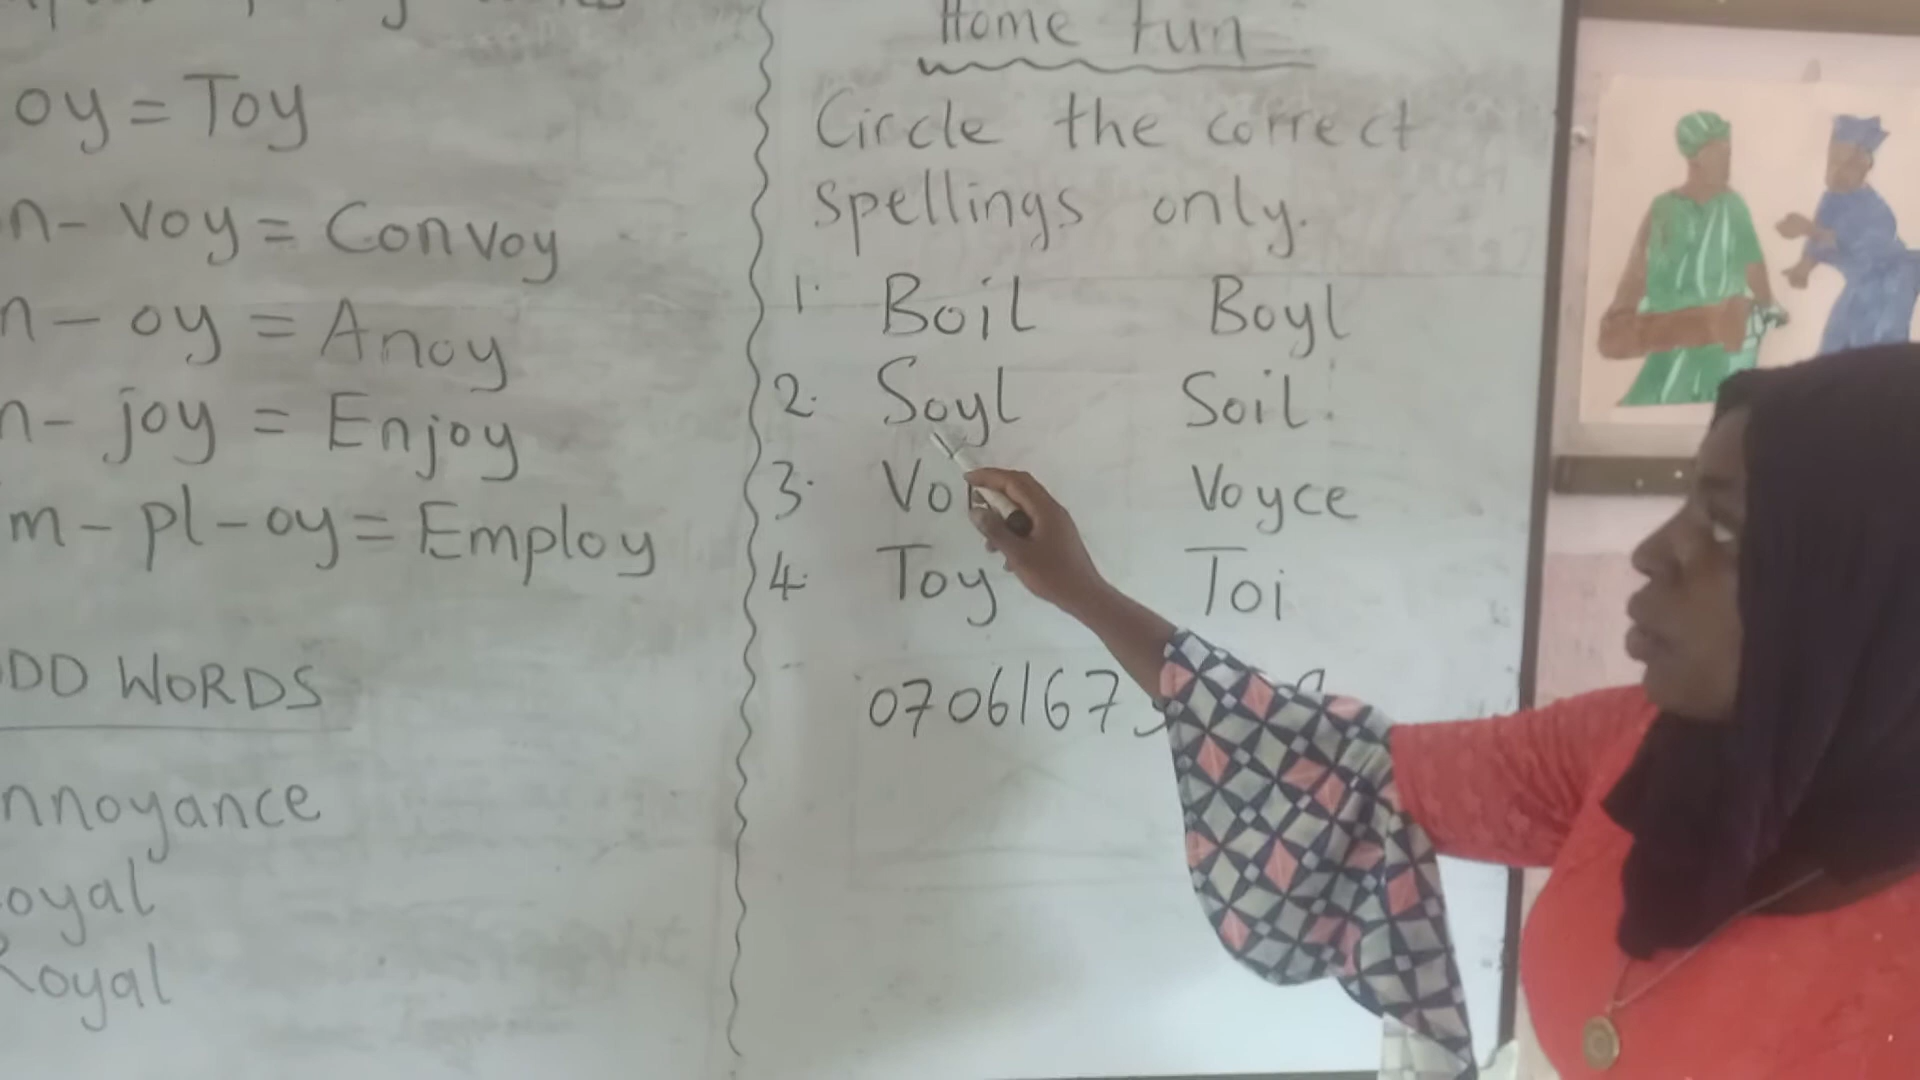 oy = Toy
n - voy = Convoy
n - oy = Anoy
n - joy = Enjoy
m - pl - oy = Employ
DD WORDS
nnoyance
oyal
Royal
Home fun
Circle the correct
spellings only.
1. Boil Boyl
2. Soyl Soil
3. Voyce
4. Toy Toi
0706167